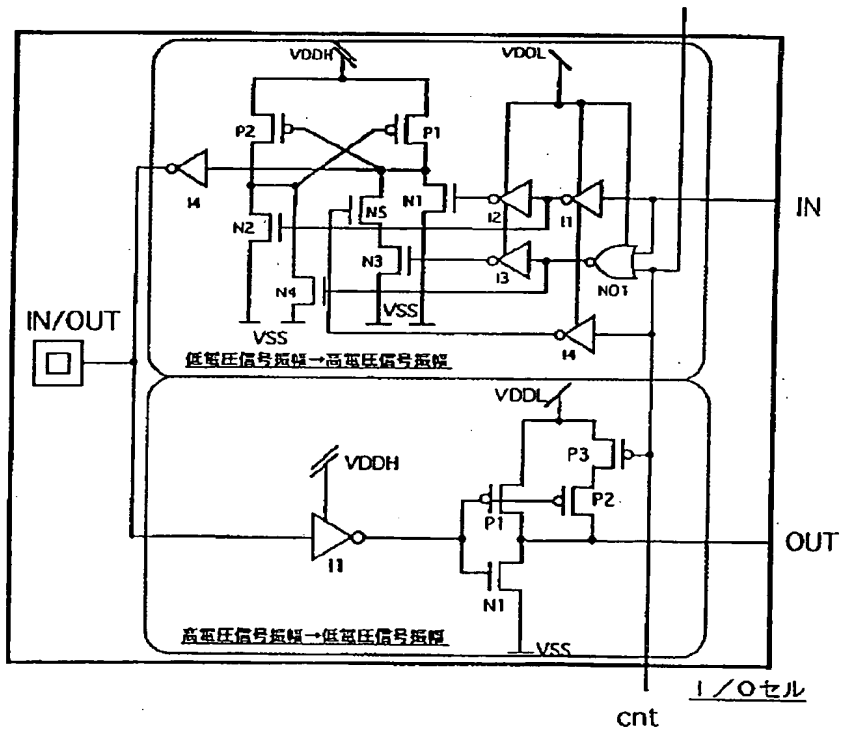 VDDH
VDDL
P2
P1
I4
N5
N1
I2
I1
IN
N2
N3
I3
N4
NO1
VSS
VSS
I4
IN/OUT
低電圧信号振幅→高電圧信号振幅
VDDL
VDDH
P3
P1
P2
I1
OUT
N1
高電圧信号振幅→低電圧信号振幅
VSS
I/Oセル
cnt